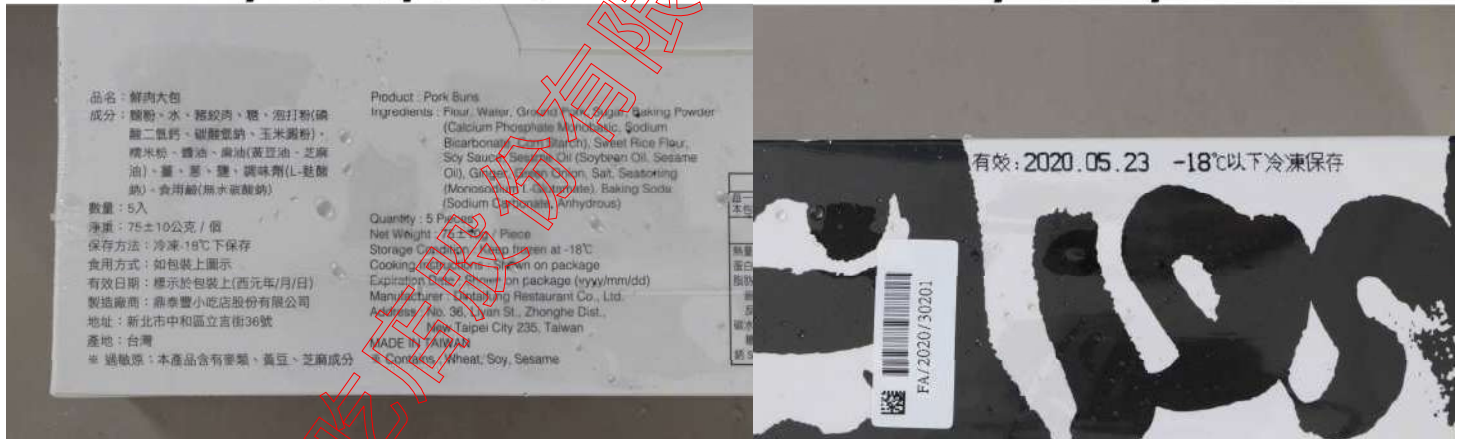 品名：鮮肉大包
成分：麵粉、水、豬絞肉、糖、泡打粉(磷
酸二氫鈣、碳酸氫鈉、玉米澱粉)、
糯米粉、醬油、麻油(黃豆油、芝麻
油)、薑、蔥、鹽、調味劑(L-麩酸
鈉)、食用鹼(無水碳酸鈉)
數量：5入
淨重：75±10公克 / 個
保存方法：冷凍-18℃下保存
食用方式：如包裝上圖示
有效日期：標示於包裝上(西元年/月/日)
製造廠商：鼎泰豐小吃店股份有限公司
地址：新北市中和區立言街36號
產地：台灣
※ 過敏原：本產品含有麥類、黃豆、芝麻成分
Product : Pork Buns
Ingredients : Flour, Water, Ground Pork, Sugar, Baking Powder
(Calcium Phosphate Monobasic, Sodium
Bicarbonate, Corn Starch), Sweet Rice Flour,
Soy Sauce, Sesame Oil (Soybean Oil, Sesame
Oil), Ginger, Green Onion, Salt, Seasoning
(Monosodium L-Glutamate), Baking Soda
(Sodium Carbonate, Anhydrous)
Quantity : 5 Pieces
Net Weight : 75±10g / Piece
Storage Condition : Keep frozen at -18℃
Cooking Instructions : Shown on package
Expiration Date : Shown on package (yyyy/mm/dd)
Manufacturer : Dintaifung Restaurant Co., Ltd.
Address : No. 36, Liyan St., Zhonghe Dist.,
New Taipei City 235, Taiwan
MADE IN TAIWAN
※ Contains : Wheat, Soy, Sesame
有效:2020.05.23 -18℃以下冷凍保存
FA/2020/30201
吃店股份有限